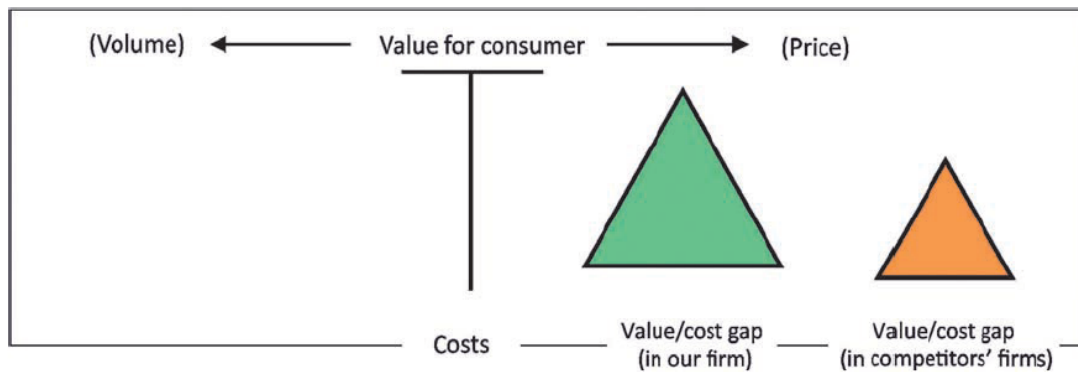 (Volume) Value for consumer (Price)
Costs
Value/cost gap
(in our firm)
Value/cost gap
(in competitors’ firms)